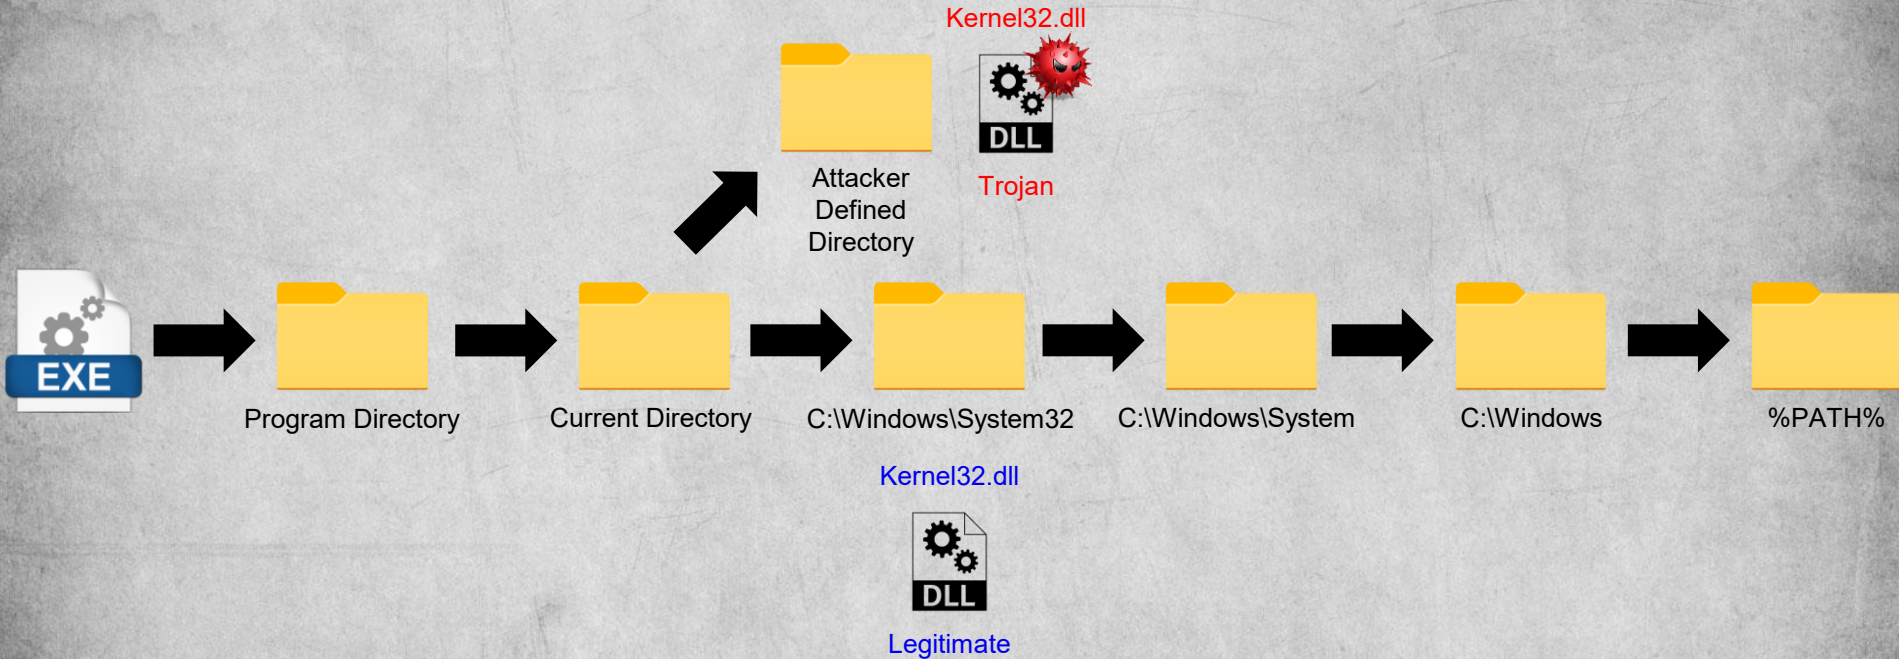 Kernel32.dll
DLL
Attacker
Defined
Directory
Trojan
EXE
Program Directory
Current Directory
C:\Windows\System32
C:\Windows\System
C:\Windows
%PATH%
Kernel32.dll
DLL
Legitimate